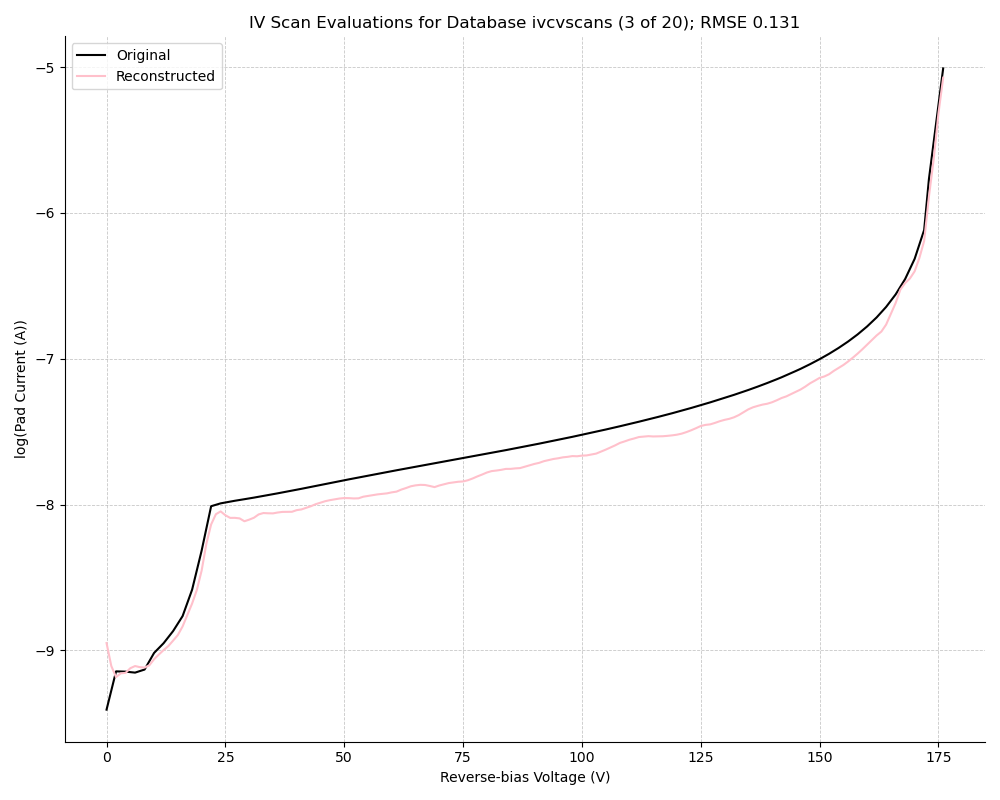 IV Scan Evaluations for Database ivcvscans (3 of 20); RMSE 0.131
Original
Reconstructed
log(Pad Current (A))
−5
−6
−7
−8
−9
0
25
50
75
100
125
150
175
Reverse-bias Voltage (V)